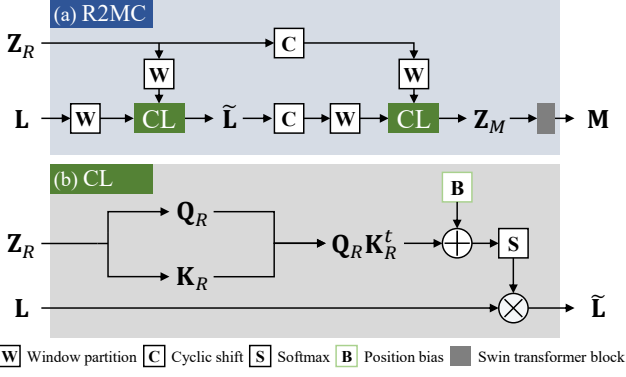 (a) R2MC
Z_R C
W W
L W CL L̃ C W CL Z_M M
(b) CL
B
Q_R
Z_R Q_R K_R^t S
K_R
L L̃
W Window partition C Cyclic shift S Softmax B Position bias Swin transformer block